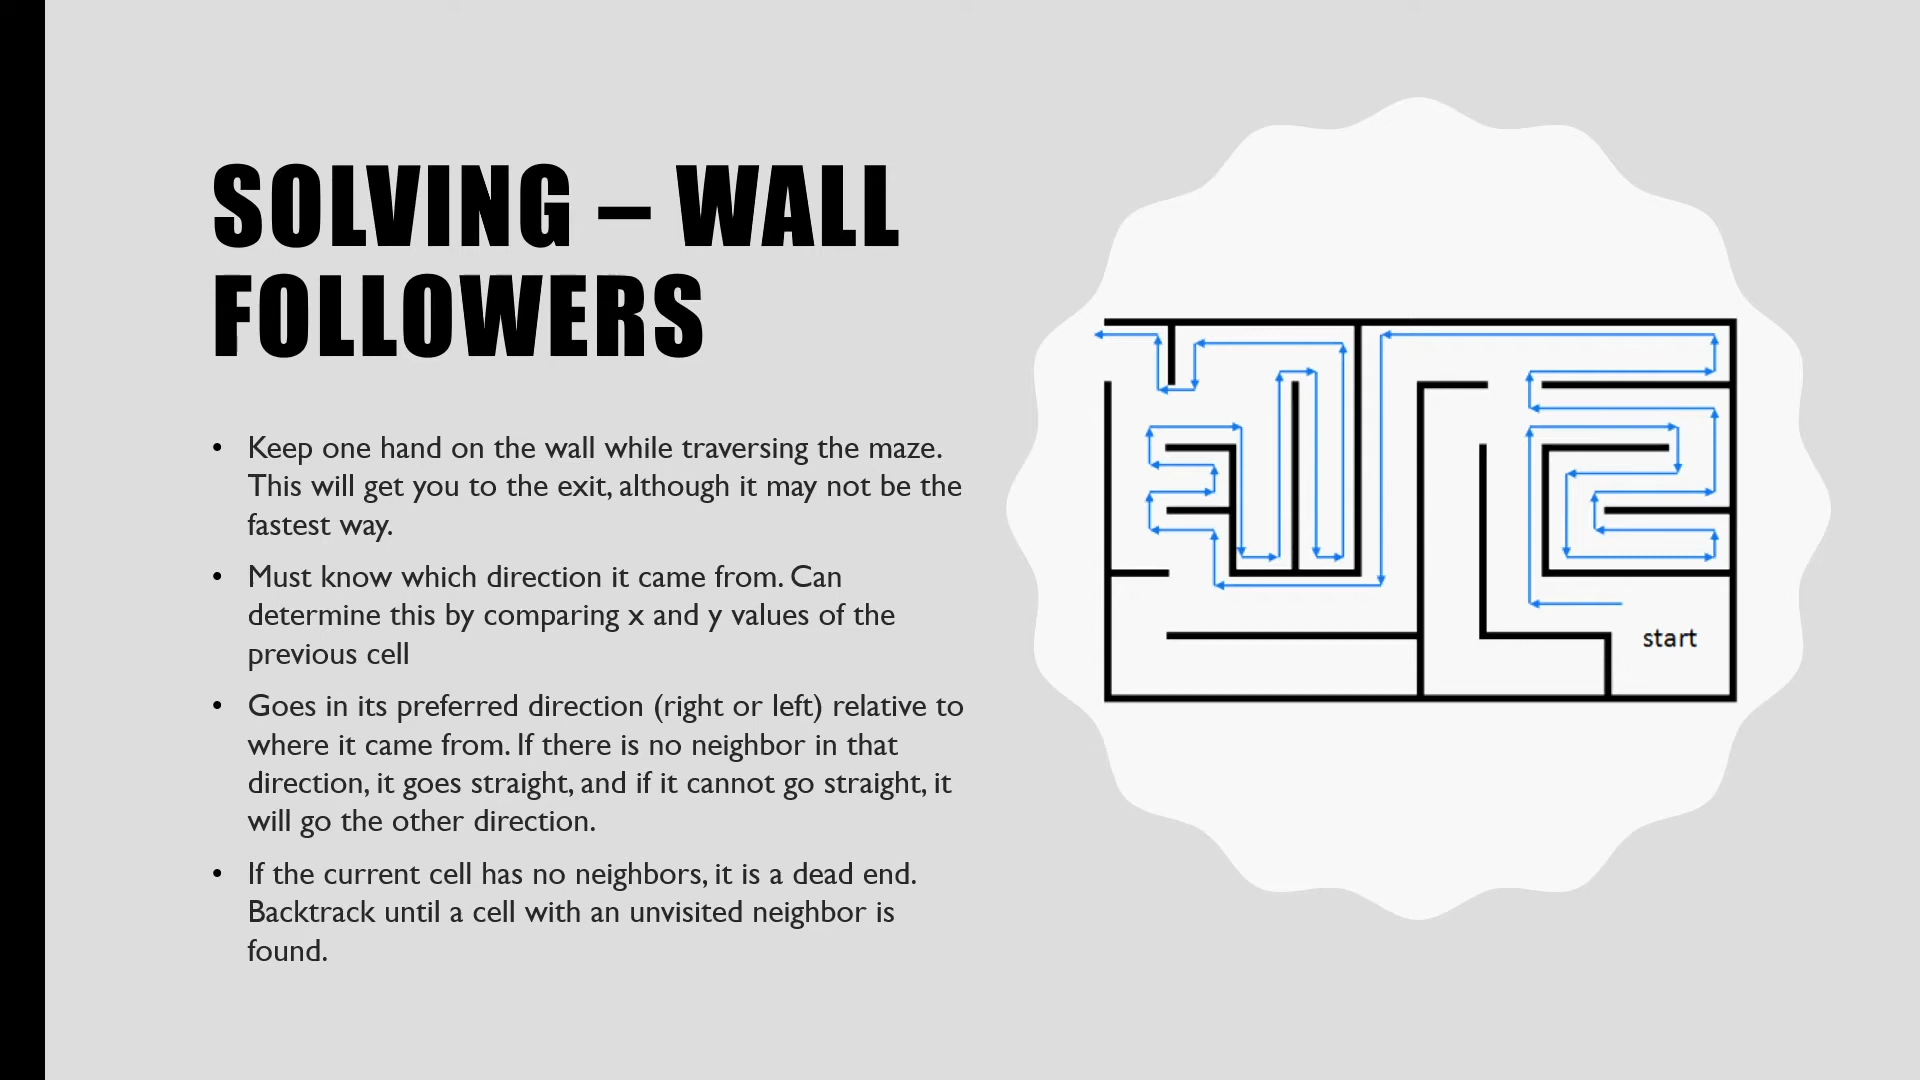 SOLVING – WALL
FOLLOWERS
• Keep one hand on the wall while traversing the maze.
This will get you to the exit, although it may not be the
fastest way.
• Must know which direction it came from. Can
determine this by comparing x and y values of the
previous cell
• Goes in its preferred direction (right or left) relative to
where it came from. If there is no neighbor in that
direction, it goes straight, and if it cannot go straight, it
will go the other direction.
• If the current cell has no neighbors, it is a dead end.
Backtrack until a cell with an unvisited neighbor is
found.
start